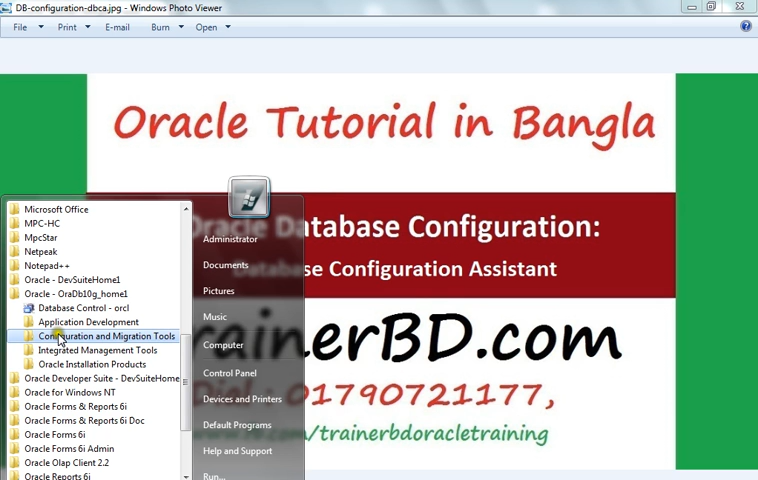 DB-configuration-dbca.jpg - Windows Photo Viewer
File Print E-mail Burn Open
Oracle Tutorial in Bangla
Oracle Database Configuration:
Database Configuration Assistant
TrainerBD.com
Dial : 01790721177,
/trainerbdoracletraining
Microsoft Office
MPC-HC
MpcStar
Netpeak
Notepad++
Oracle - DevSuiteHome1
Oracle - OraDb10g_home1
Database Control - orcl
Application Development
Configuration and Migration Tools
Integrated Management Tools
Oracle Installation Products
Oracle Developer Suite - DevSuiteHome
Oracle for Windows NT
Oracle Forms & Reports 6i
Oracle Forms & Reports 6i Doc
Oracle Forms 6i
Oracle Forms 6i Admin
Oracle Olap Client 2.2
Oracle Reports 6i
Administrator
Documents
Pictures
Music
Computer
Control Panel
Devices and Printers
Default Programs
Help and Support
Run...